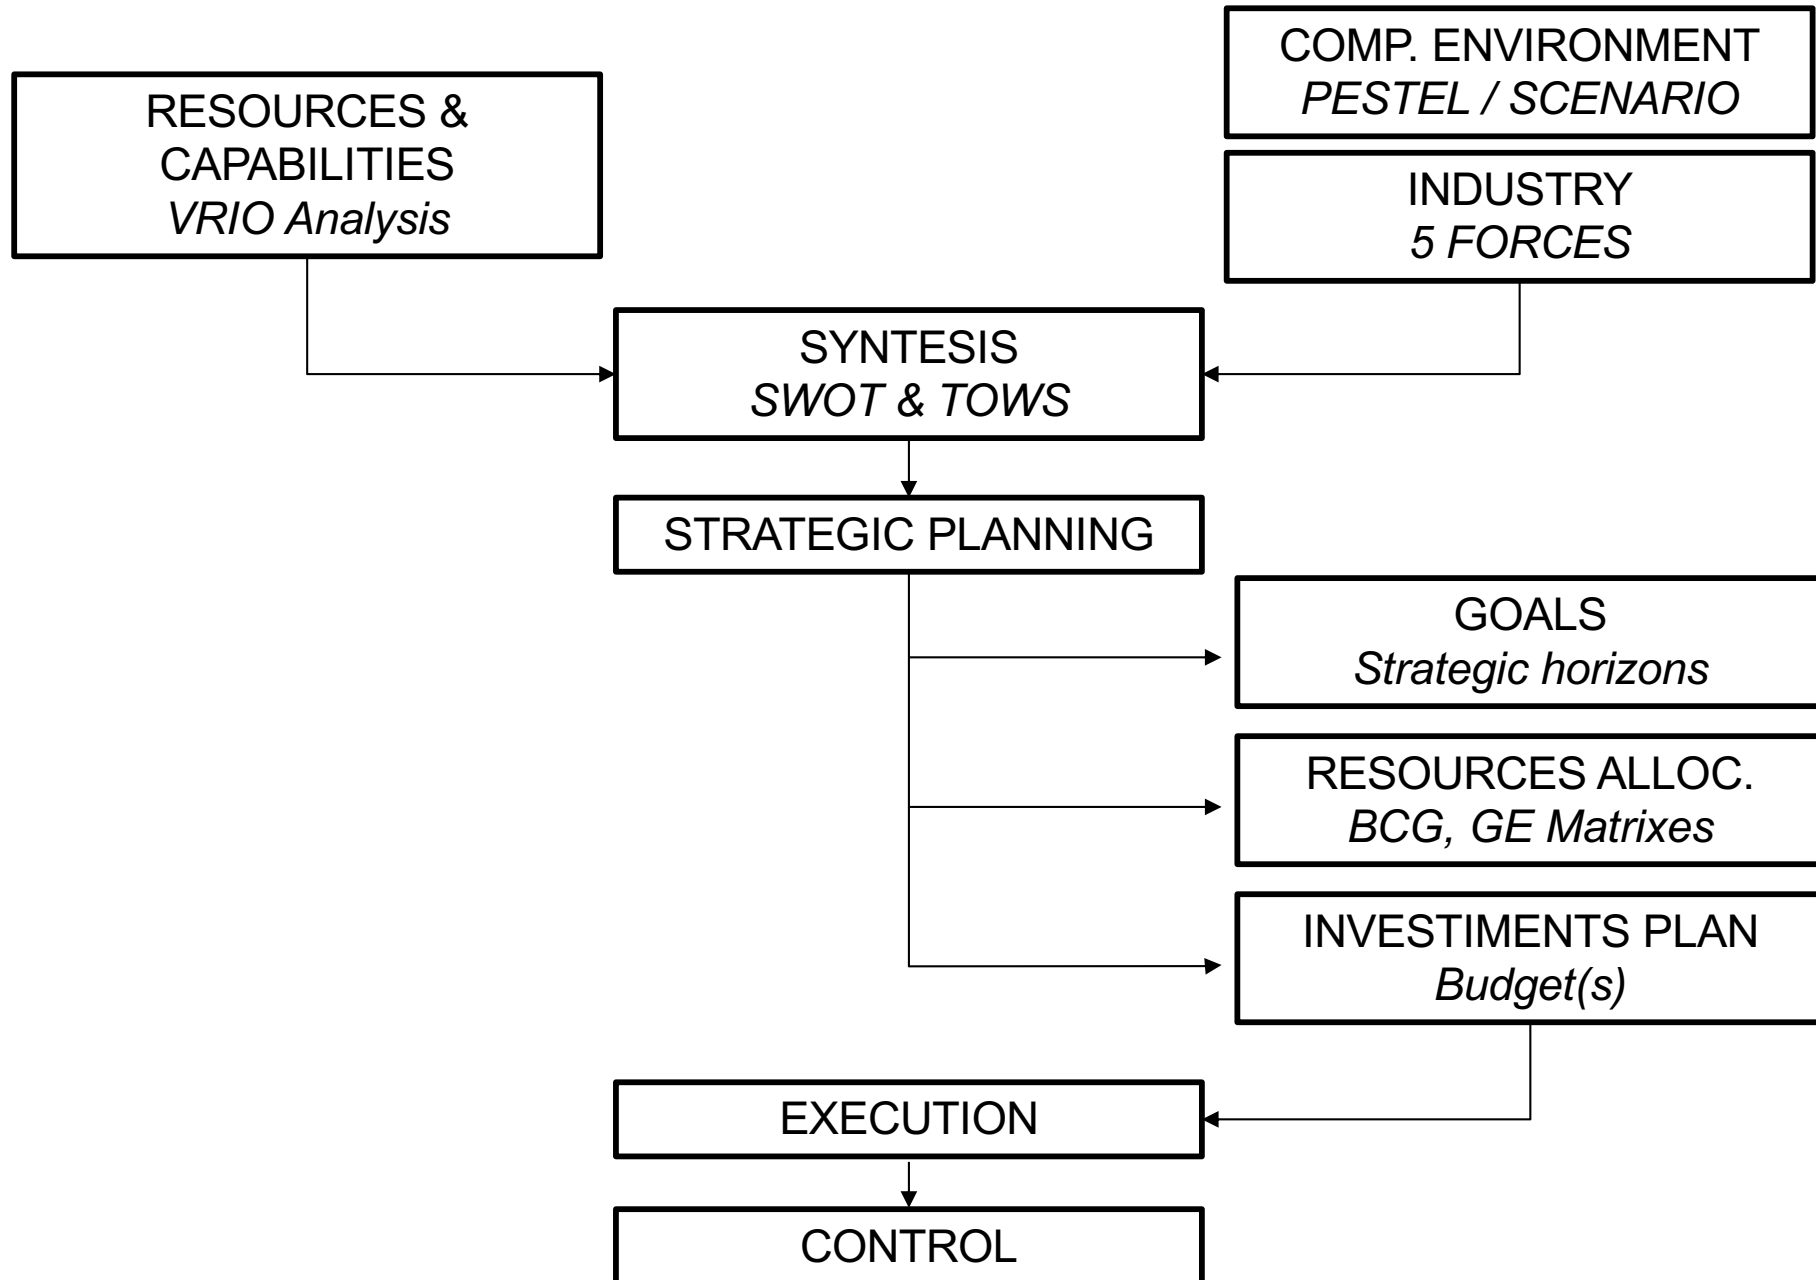 RESOURCES &
CAPABILITIES
VRIO Analysis
COMP. ENVIRONMENT
PESTEL / SCENARIO
INDUSTRY
5 FORCES
SYNTESIS
SWOT & TOWS
STRATEGIC PLANNING
GOALS
Strategic horizons
RESOURCES ALLOC.
BCG, GE Matrixes
INVESTIMENTS PLAN
Budget(s)
EXECUTION
CONTROL